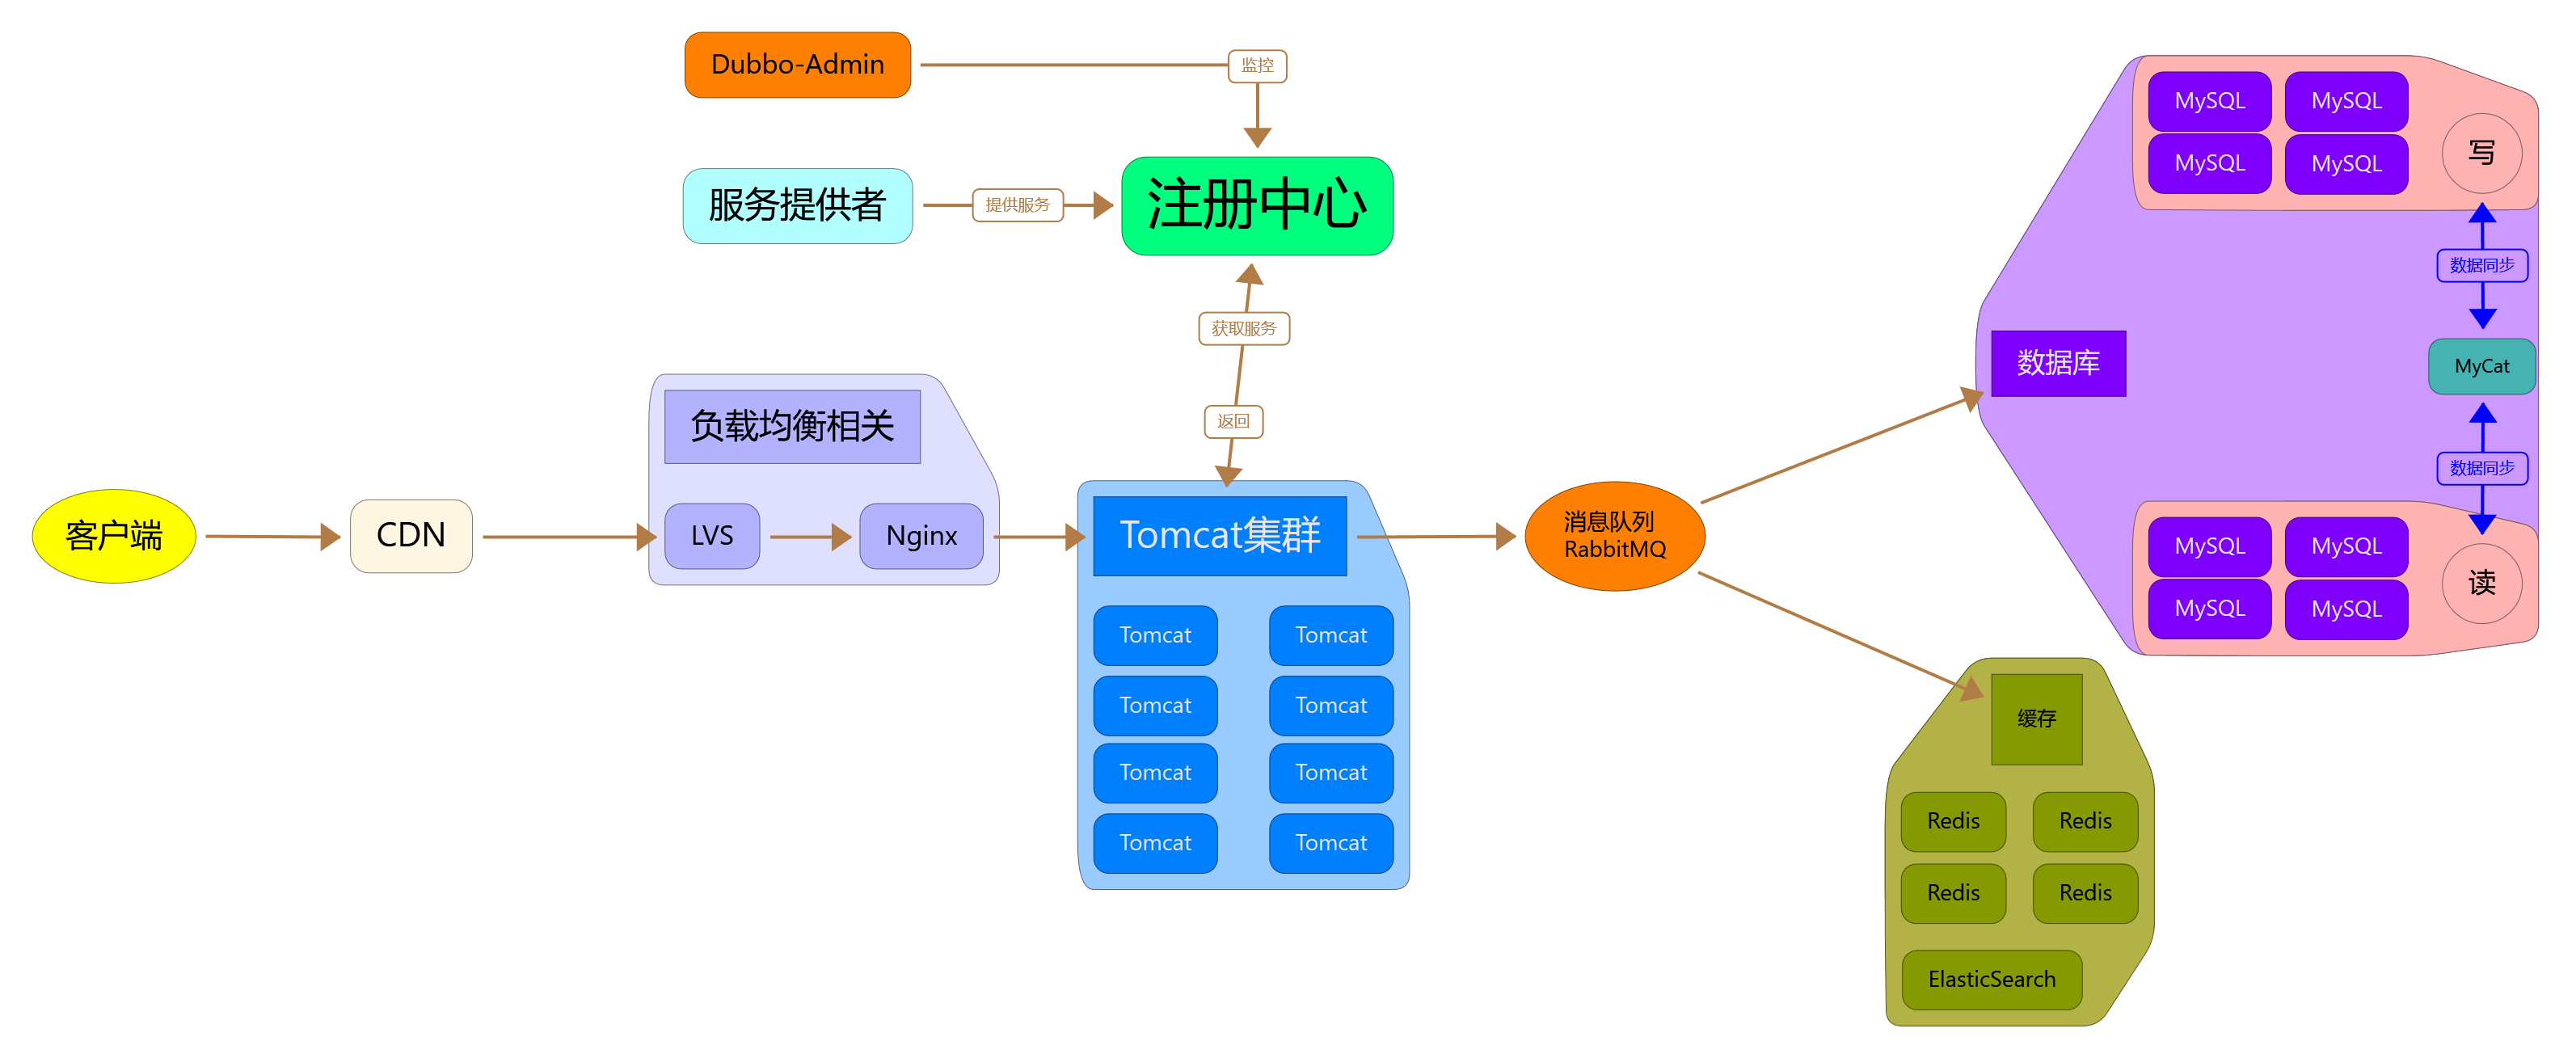 Dubbo-Admin
监控
服务提供者
提供服务
注册中心
获取服务
返回
客户端
CDN
负载均衡相关
LVS
Nginx
Tomcat集群
Tomcat
Tomcat
Tomcat
Tomcat
Tomcat
Tomcat
Tomcat
Tomcat
消息队列
RabbitMQ
MySQL
MySQL
MySQL
MySQL
写
数据同步
数据库
MyCat
数据同步
MySQL
MySQL
MySQL
MySQL
读
缓存
Redis
Redis
Redis
Redis
ElasticSearch